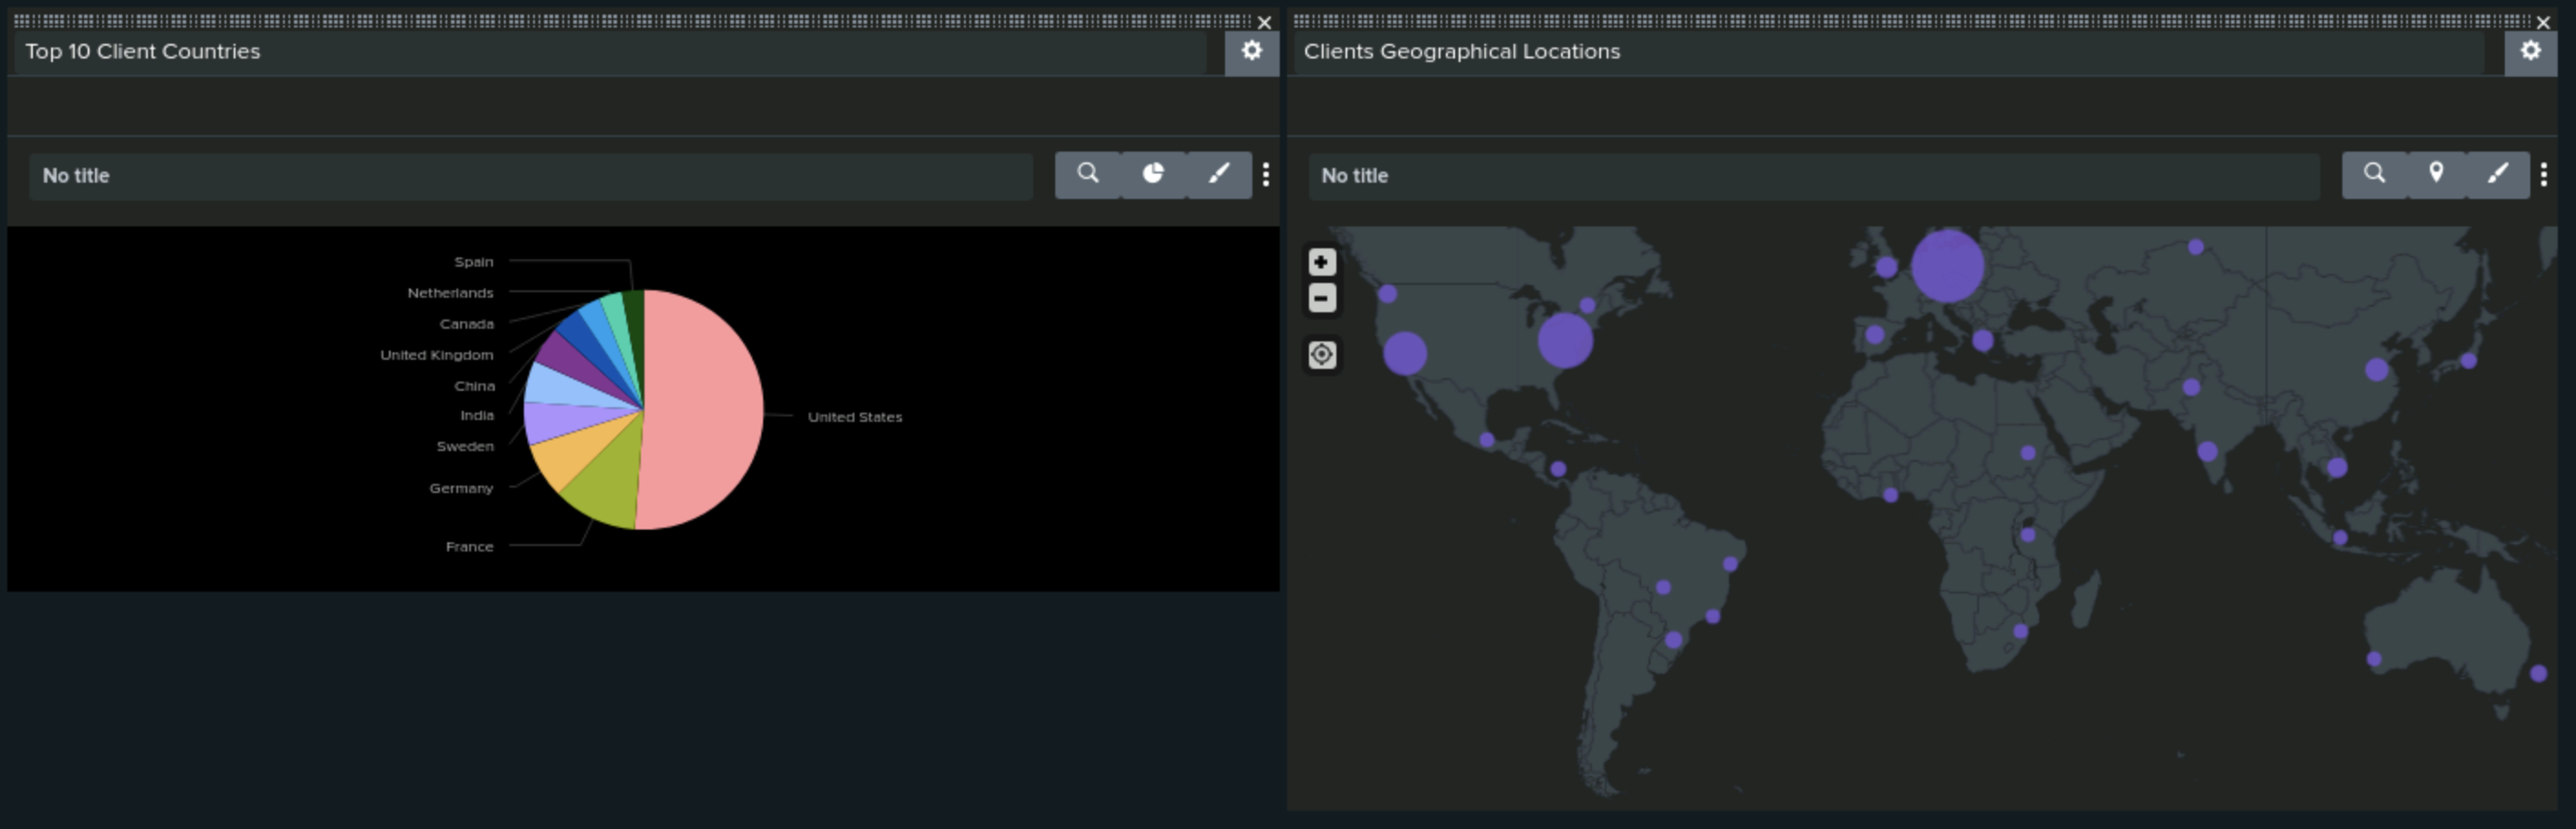 Top 10 Client Countries
No title
Spain
Netherlands
Canada
United Kingdom
China
India
Sweden
Germany
France
United States
Clients Geographical Locations
No title